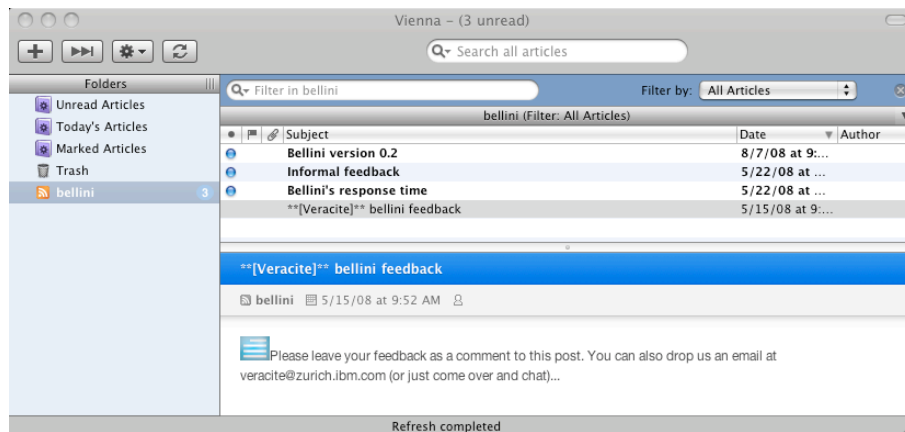 Vienna – (3 unread)
Search all articles
Folders
Unread Articles
Today's Articles
Marked Articles
Trash
bellini 3
Filter in bellini
Filter by: All Articles
bellini (Filter: All Articles)
Subject Date Author
Bellini version 0.2 8/7/08 at 9:...
Informal feedback 5/22/08 at ...
Bellini's response time 5/22/08 at ...
**[Veracite]** bellini feedback 5/15/08 at 9:...
**[Veracite]** bellini feedback
bellini 5/15/08 at 9:52 AM
Please leave your feedback as a comment to this post. You can also drop us an email at
veracite@zurich.ibm.com (or just come over and chat)...
Refresh completed